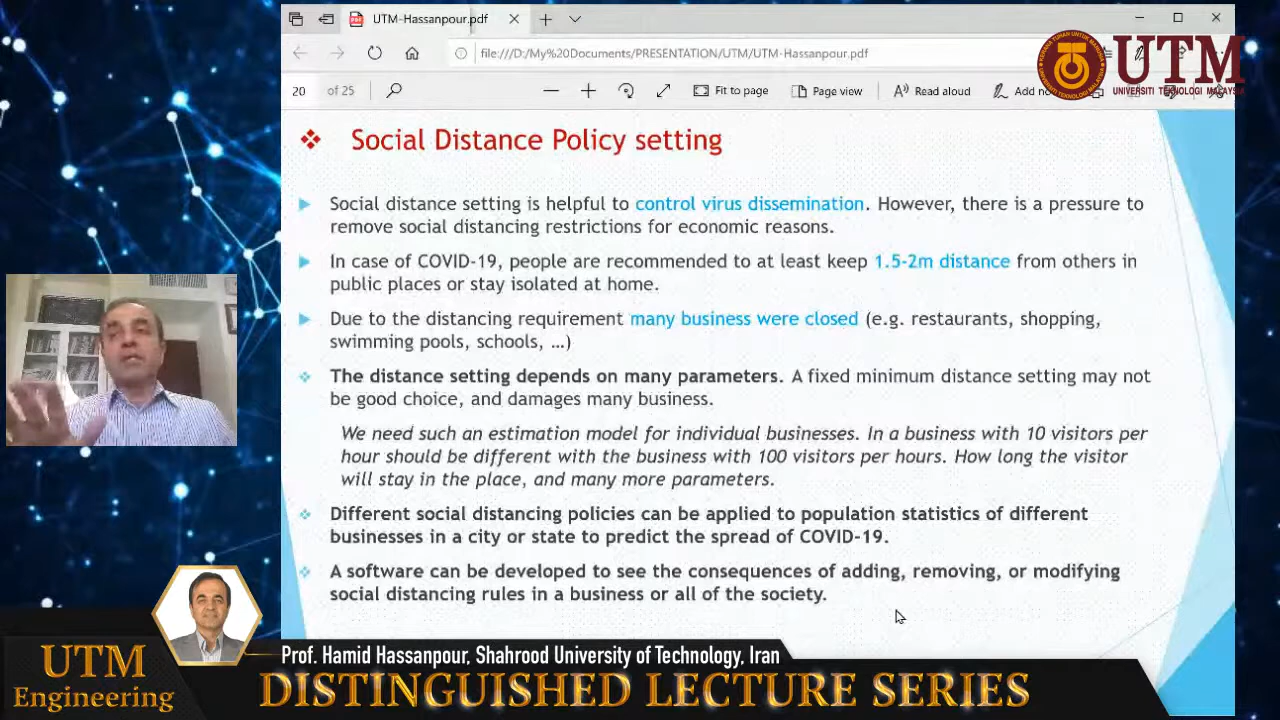 UTM-Hassanpour.pdf
file:///D:/My%20Documents/PRESENTATION/UTM/UTM-Hassanpour.pdf
UTM
UNIVERSITI TEKNOLOGI MALAYSIA
20 of 25
Fit to page
Page view
Read aloud
Social Distance Policy setting
Social distance setting is helpful to control virus dissemination. However, there is a pressure to
remove social distancing restrictions for economic reasons.
In case of COVID-19, people are recommended to at least keep 1.5-2m distance from others in
public places or stay isolated at home.
Due to the distancing requirement many business were closed (e.g. restaurants, shopping,
swimming pools, schools, …)
The distance setting depends on many parameters. A fixed minimum distance setting may not
be good choice, and damages many business.
We need such an estimation model for individual businesses. In a business with 10 visitors per
hour should be different with the business with 100 visitors per hours. How long the visitor
will stay in the place, and many more parameters.
Different social distancing policies can be applied to population statistics of different
businesses in a city or state to predict the spread of COVID-19.
A software can be developed to see the consequences of adding, removing, or modifying
social distancing rules in a business or all of the society.
Prof. Hamid Hassanpour, Shahrood University of Technology, Iran
UTM
Engineering
DISTINGUISHED LECTURE SERIES